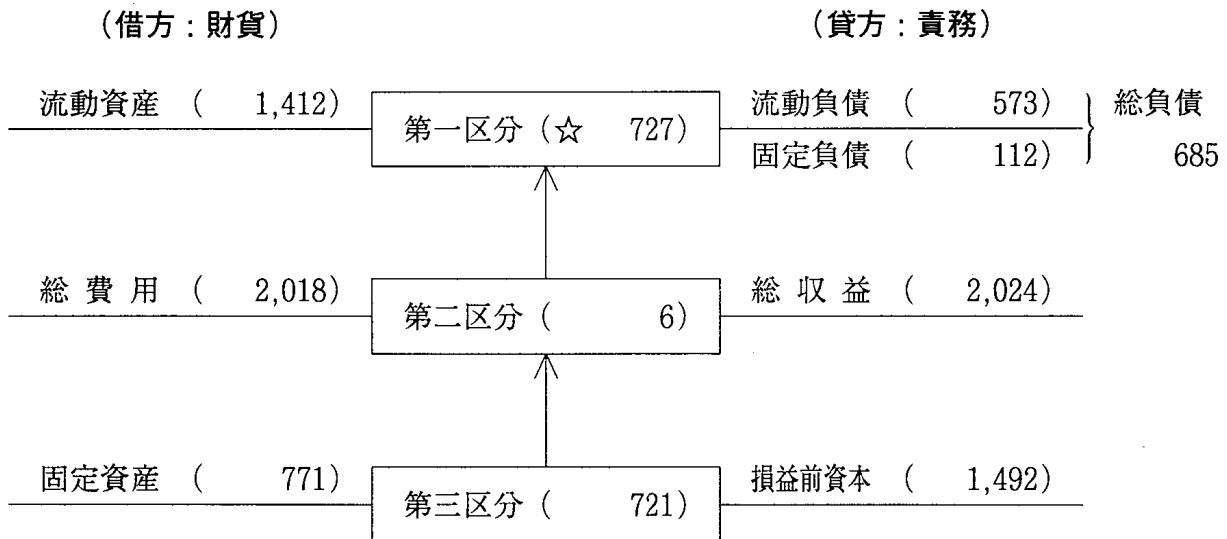 (借方:財貨) (貸方:責務)
流動資産 ( 1,412) 第一区分 (☆ 727) 流動負債 ( 573) 総負債
固定負債 ( 112) 685
総費用 ( 2,018) 第二区分 ( 6) 総収益 ( 2,024)
固定資産 ( 771) 第三区分 ( 721) 損益前資本 ( 1,492)